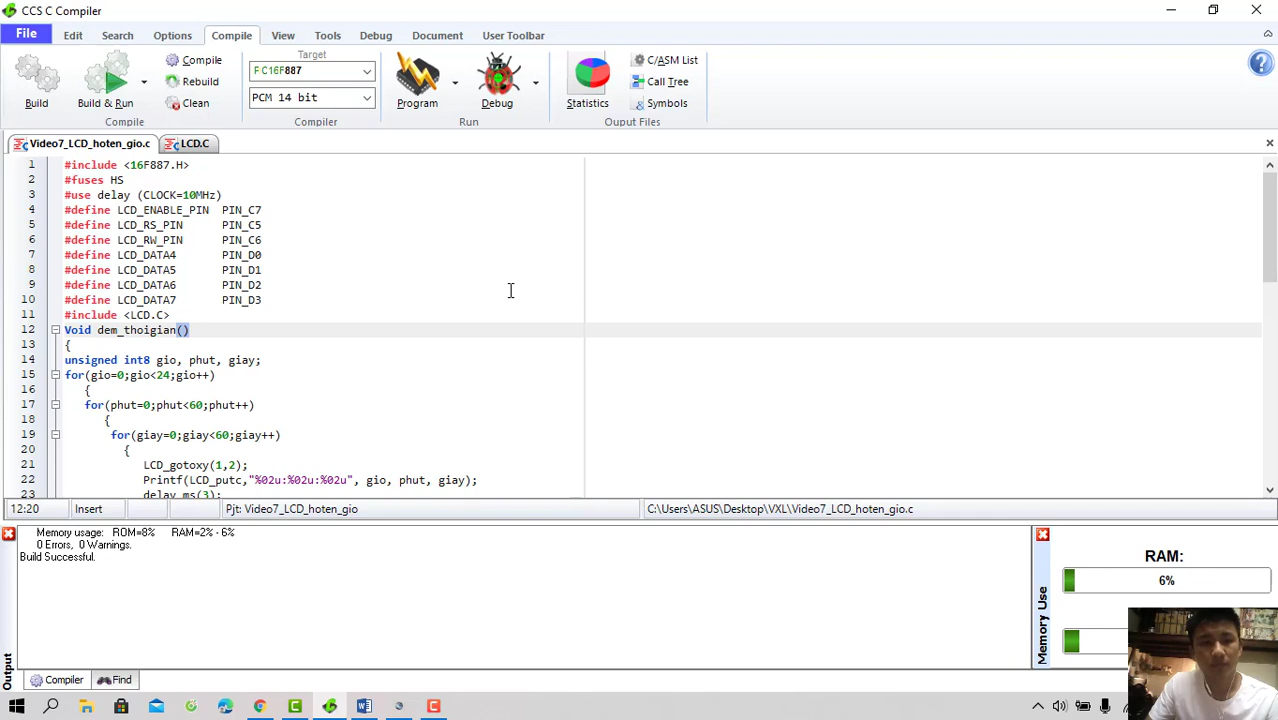 CCS C Compiler
File Edit Search Options Compile View Tools Debug Document User Toolbar
Build
Build & Run
Compile
Rebuild
Clean
Compile
Target
PIC16F887
PCM 14 bit
Compiler
Program
Debug
Run
Statistics
C/ASM List
Call Tree
Symbols
Ouput Files
Video7_LCD_hoten_gio.c LCD.C
1 #include <16F887.H>
2 #fuses HS
3 #use delay (CLOCK=10MHz)
4 #define LCD_ENABLE_PIN PIN_C7
5 #define LCD_RS_PIN PIN_C5
6 #define LCD_RW_PIN PIN_C6
7 #define LCD_DATA4 PIN_D0
8 #define LCD_DATA5 PIN_D1
9 #define LCD_DATA6 PIN_D2
10 #define LCD_DATA7 PIN_D3
11 #include <LCD.C>
12 Void dem_thoigian()
13 {
14 unsigned int8 gio, phut, giay;
15 for(gio=0;gio<24;gio++)
16 {
17 for(phut=0;phut<60;phut++)
18 {
19 for(giay=0;giay<60;giay++)
20 {
21 LCD_gotoxy(1,2);
22 Printf(LCD_putc,"%02u:%02u:%02u", gio, phut, giay);
23 delay_ms(3);
12:20 Insert Pjt: Video7_LCD_hoten_gio C:\Users\ASUS\Desktop\VXL\Video7_LCD_hoten_gio.c
Memory usage: ROM=8% RAM=2% - 6%
0 Errors, 0 Warnings.
Build Successful.
Output
Compiler Find
Memory Use
RAM:
6%